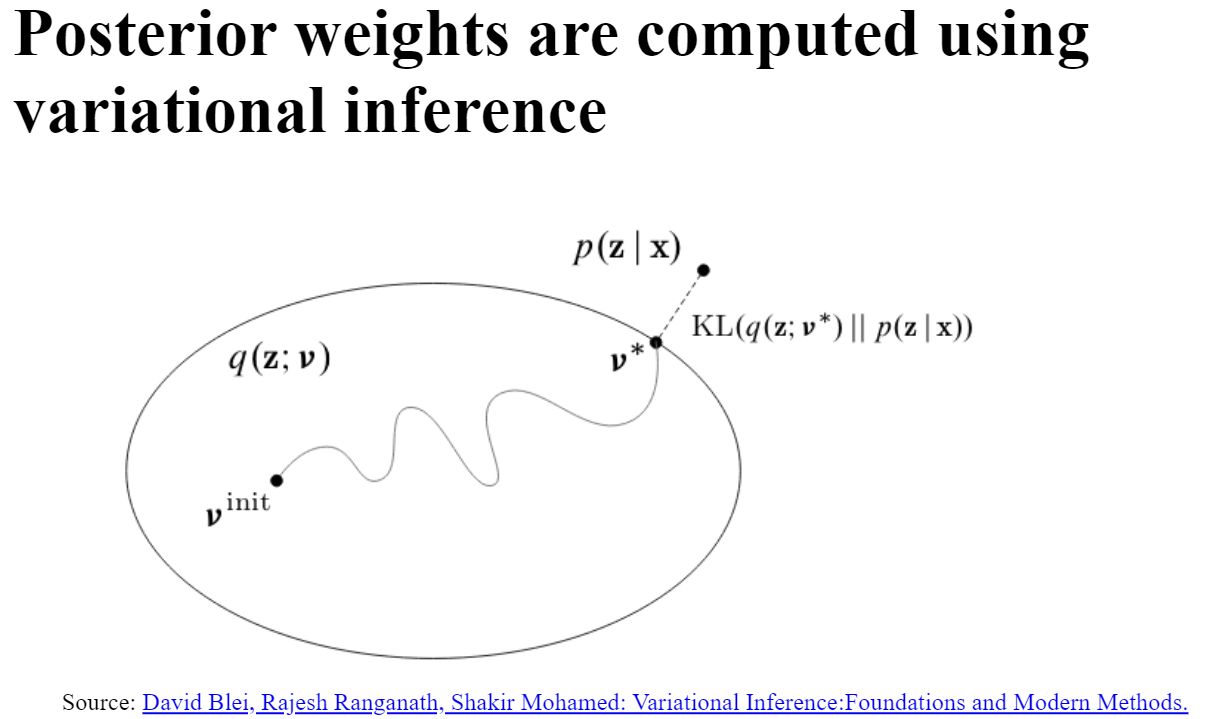 Posterior weights are computed using
variational inference
p(z | x)
KL(q(z; ν*) || p(z | x))
q(z; ν)
ν*
ν^init
Source: David Blei, Rajesh Ranganath, Shakir Mohamed: Variational Inference:Foundations and Modern Methods.